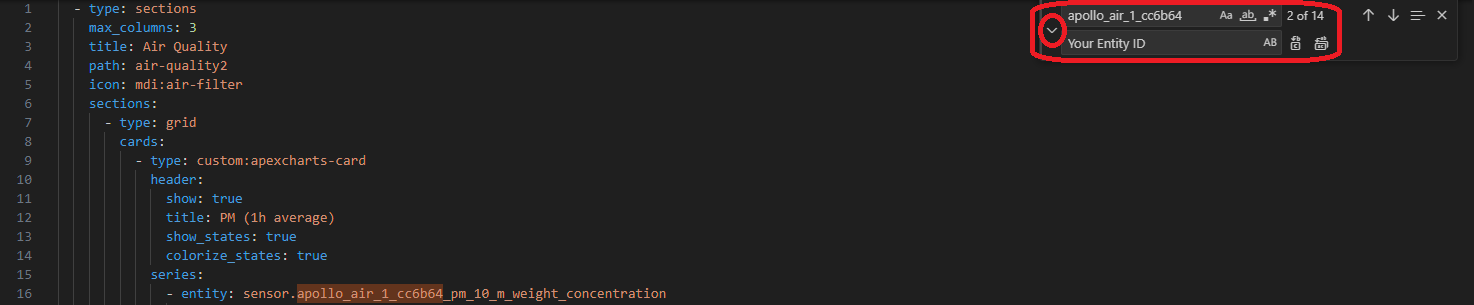 1 - type: sections
2 max_columns: 3
3 title: Air Quality
4 path: air-quality2
5 icon: mdi:air-filter
6 sections:
7 - type: grid
8 cards:
9 - type: custom:apexcharts-card
10 header:
11 show: true
12 title: PM (1h average)
13 show_states: true
14 colorize_states: true
15 series:
16 - entity: sensor.apollo_air_1_cc6b64_pm_10_m_weight_concentration
apollo_air_1_cc6b64 Aa ab .* 2 of 14
Your Entity ID AB